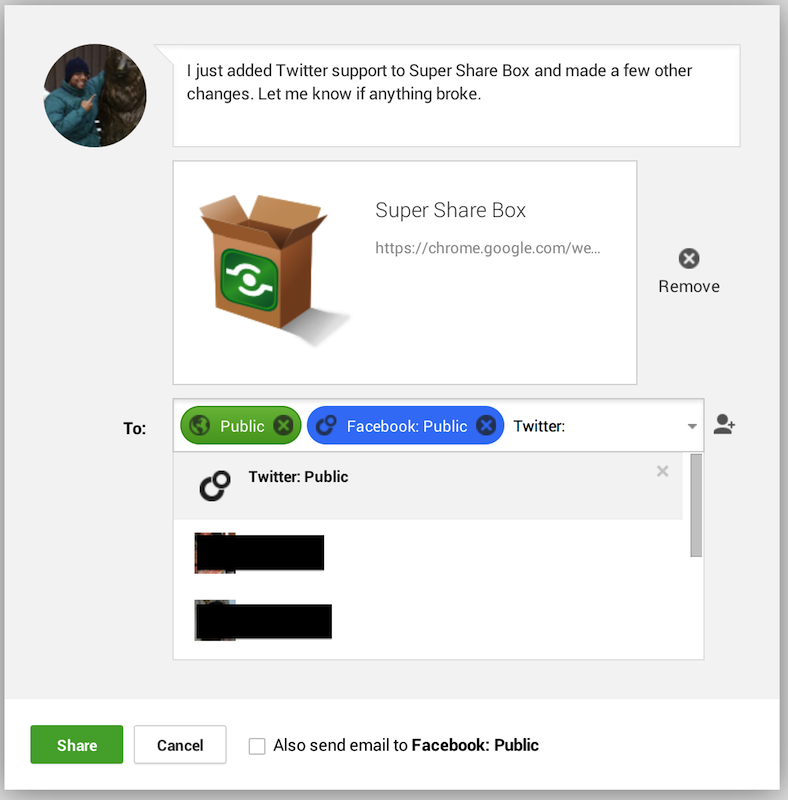 I just added Twitter support to Super Share Box and made a few other
changes. Let me know if anything broke.
Super Share Box
https://chrome.google.com/we...
Remove
To:
Public
Facebook: Public
Twitter:
Twitter: Public
Share
Cancel
Also send email to Facebook: Public